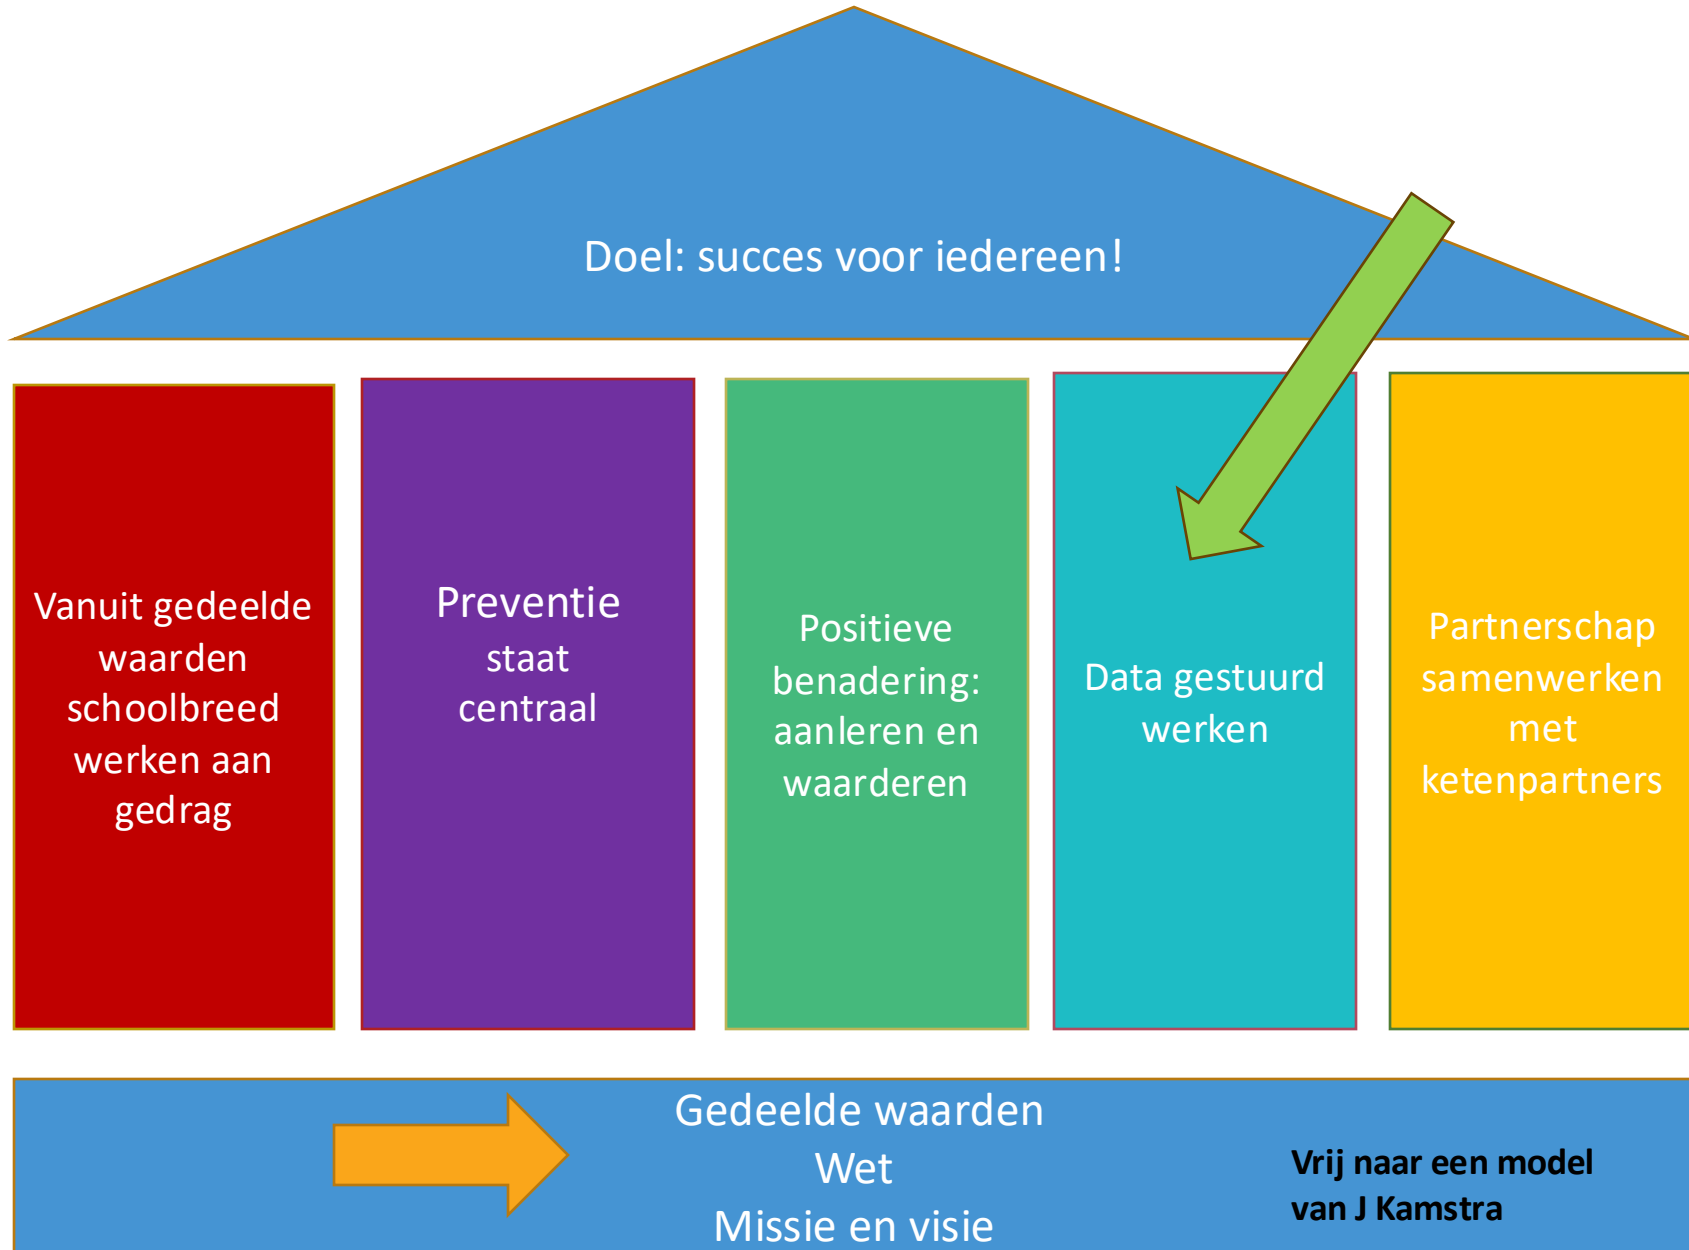 Doel: succes voor iedereen!
Vanuit gedeelde
waarden
schoolbreed
werken aan
gedrag
Preventie
staat
centraal
Positieve
benadering:
aanleren en
waarderen
Data gestuurd
werken
Partnerschap
samenwerken
met
ketenpartners
Gedeelde waarden
Wet
Missie en visie
Vrij naar een model
van J Kamstra